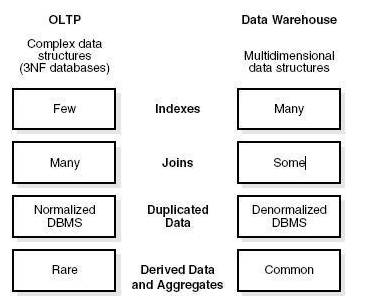 OLTP Data Warehouse
Complex data
structures
(3NF databases)
Multidimensional
data structures
Few Indexes Many
Many Joins Some
Normalized
DBMS
Duplicated
Data
Denormalized
DBMS
Rare
Derived Data
and Aggregates
Common